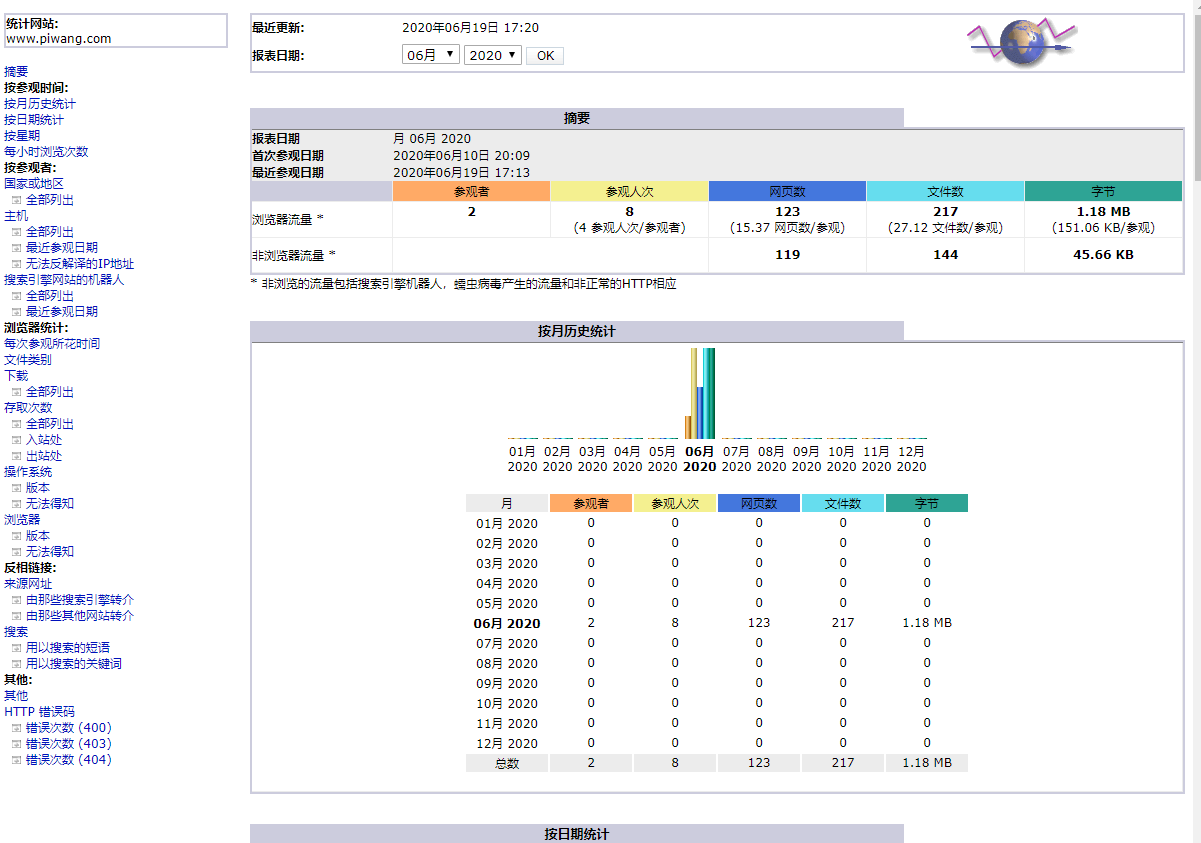 统计网站:
www.piwang.com
摘要
按参观时间:
按月历史统计
按日期统计
按星期
每小时浏览次数
按参观者:
国家或地区
全部列出
主机
全部列出
最近参观日期
无法反解译的IP地址
搜索引擎网站的机器人
全部列出
最近参观日期
浏览器统计:
每次参观所花时间
文件类别
下载
全部列出
存取次数
全部列出
入站处
出站处
操作系统
版本
无法得知
浏览器
版本
无法得知
反相链接:
来源网址
由那些搜索引擎转介
由那些其他网站转介
搜索
用以搜索的短语
用以搜索的关键词
其他:
其他
HTTP 错误码
错误次数 (400)
错误次数 (403)
错误次数 (404)
最近更新: 2020年06月19日 17:20
报表日期: 06月 2020 OK
摘要
报表日期 月 06月 2020
首次参观日期 2020年06月10日 20:09
最近参观日期 2020年06月19日 17:13
参观者 参观人次 网页数 文件数 字节
浏览器流量 * 2 8 123 217 1.18 MB
(4 参观人次/参观者) (15.37 网页数/参观) (27.12 文件数/参观) (151.06 KB/参观)
非浏览器流量 * 119 144 45.66 KB
* 非浏览的流量包括搜索引擎机器人，蠕虫病毒产生的流量和非正常的HTTP相应
按月历史统计
01月 02月 03月 04月 05月 06月 07月 08月 09月 10月 11月 12月
2020 2020 2020 2020 2020 2020 2020 2020 2020 2020 2020 2020
月 参观者 参观人次 网页数 文件数 字节
01月 2020 0 0 0 0 0
02月 2020 0 0 0 0 0
03月 2020 0 0 0 0 0
04月 2020 0 0 0 0 0
05月 2020 0 0 0 0 0
06月 2020 2 8 123 217 1.18 MB
07月 2020 0 0 0 0 0
08月 2020 0 0 0 0 0
09月 2020 0 0 0 0 0
10月 2020 0 0 0 0 0
11月 2020 0 0 0 0 0
12月 2020 0 0 0 0 0
总数 2 8 123 217 1.18 MB
按日期统计